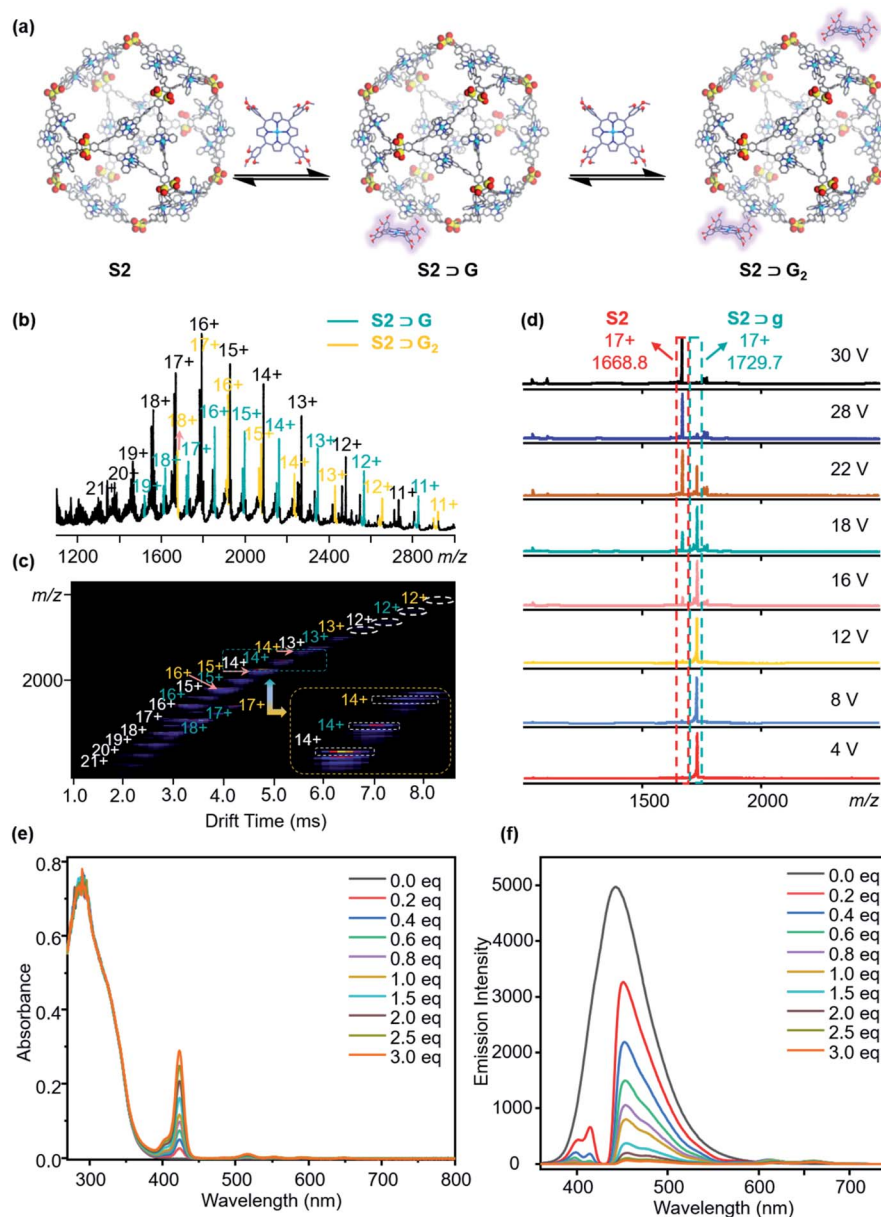 (a)
S2
S2 ⊃ G
S2 ⊃ G₂
(b)
S2 ⊃ G
S2 ⊃ G₂
16+
17+
15+
17+
14+
16+
18+
13+
18+
16+
15+
14+
19+
15+
13+
12+
20+
18+
17+
14+
12+
21+
19+
13+
12+
11+
11+
11+
1200 1600 2000 2400 2800 m/z
(c)
m/z
2000
12+
12+
12+
13+
13+
13+
14+
14+
14+
15+
16+
15+
15+
16+
17+
17+
17+
18+
18+
19+
20+
21+
14+
14+
14+
1.0 2.0 3.0 4.0 5.0 6.0 7.0 8.0
Drift Time (ms)
(d)
S2
17+
1668.8
S2 ⊃ g
17+
1729.7
30 V
28 V
22 V
18 V
16 V
12 V
8 V
4 V
1500 2000 m/z
(e)
0.8
0.6
0.4
0.2
0.0
Absorbance
0.0 eq
0.2 eq
0.4 eq
0.6 eq
0.8 eq
1.0 eq
1.5 eq
2.0 eq
2.5 eq
3.0 eq
300 400 500 600 700 800
Wavelength (nm)
(f)
5000
4000
3000
2000
1000
0
Emission Intensity
0.0 eq
0.2 eq
0.4 eq
0.6 eq
0.8 eq
1.0 eq
1.5 eq
2.0 eq
2.5 eq
3.0 eq
400 500 600 700
Wavelength (nm)